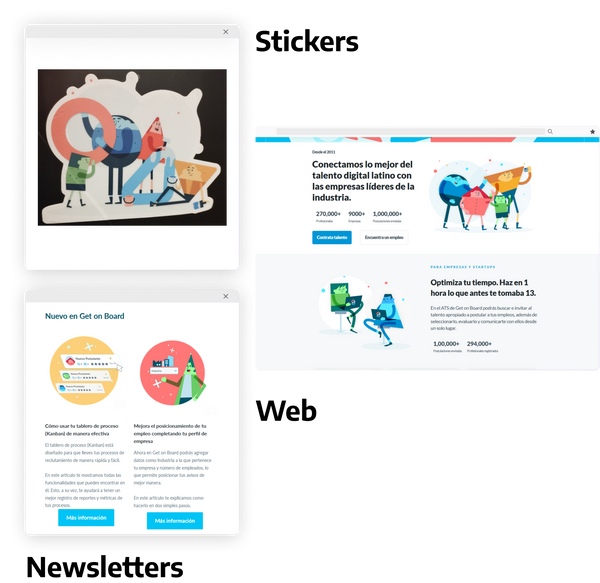 Stickers
Desde el 2011
Conectamos lo mejor del
talento digital latino con
las empresas líderes de la
industria.
270,000+ 9000+ 1,000,000+
Profesionales Empresas Postulaciones enviadas
Contrata talento Encuentra un empleo
PARA EMPRESAS Y STARTUPS
Optimiza tu tiempo. Haz en 1
hora lo que antes te tomaba 13.
En el ATS de Get on Board podrás buscar e invitar al
talento apropiado a postular a tus empleos, además de
seleccionarlo, evaluarlo y comunicarte con ellos desde
un solo lugar.
1,00,000+ 294,000+
Postulaciones enviadas Profesionales registrados
Web
Nuevo en Get on Board
Cómo usar tu tablero de proceso
(Kanban) de manera efectiva
El tablero de proceso (Kanban) está
diseñado para que lleves tus procesos de
reclutamiento de manera rápida y fácil.
En este artículo te mostramos todas las
funcionalidades que puedes encontrar en
él. Esto, a su vez, te ayudará a tener un
mejor registro de reportes y métricas de
tus procesos.
Más información
Mejora el posicionamiento de tu
empleo completando tu perfil de
empresa
Ahora en Get on Board podrás agregar
datos como Industria a la que pertenece
tu empresa y número de empleados, lo
que permite posicionar tus avisos de
mejor manera.
En este artículo te explicamos como
hacerlo en dos simples pasos.
Más información
Newsletters